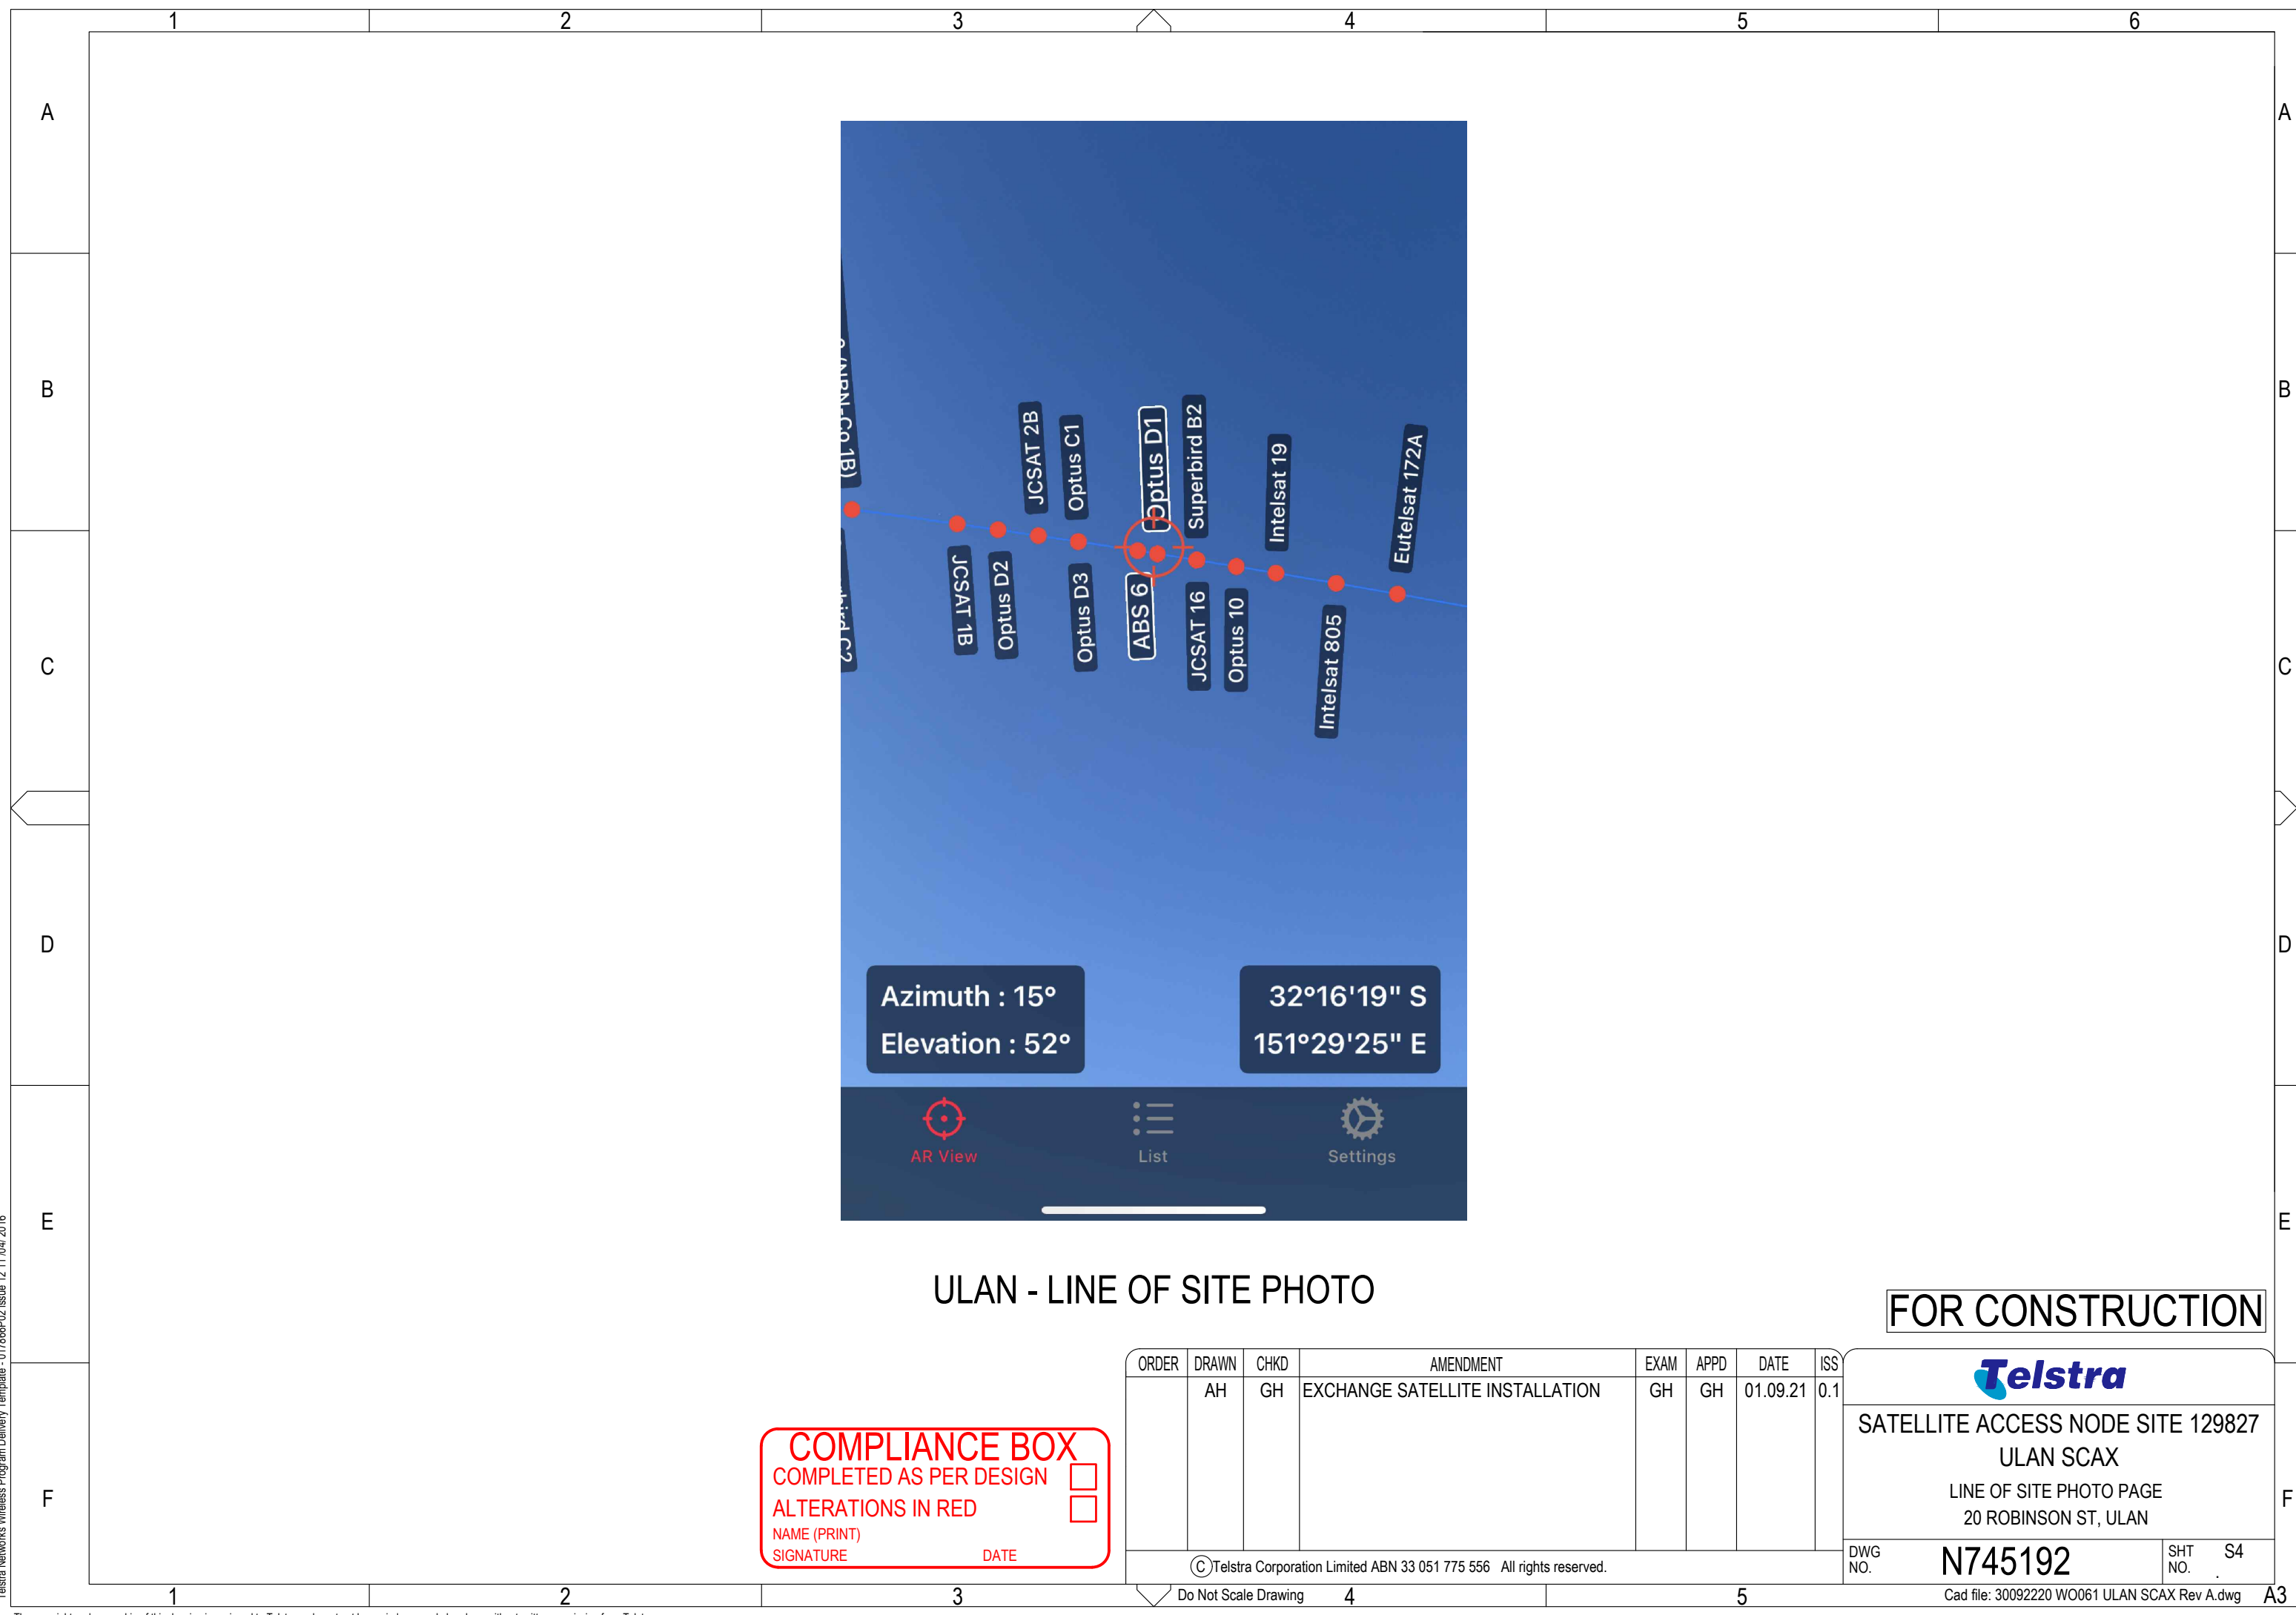 1 2 3 4 5 6
A A
B B
C C
D D
E E
F F
JCSAT 2B
Optus C1
Optus D1
Superbird B2
Intelsat 19
Eutelsat 172A
JCSAT 1B
Optus D2
Optus D3
ABS 6
JCSAT 16
Optus 10
Intelsat 805
Azimuth : 15°
Elevation : 52°
32°16'19" S
151°29'25" E
AR View
List
Settings
ULAN - LINE OF SITE PHOTO
FOR CONSTRUCTION
COMPLIANCE BOX
COMPLETED AS PER DESIGN
ALTERATIONS IN RED
NAME (PRINT)
SIGNATURE DATE
ORDER DRAWN CHKD AMENDMENT EXAM APPD DATE ISS
AH GH EXCHANGE SATELLITE INSTALLATION GH GH 01.09.21 0.1
© Telstra Corporation Limited ABN 33 051 775 556 All rights reserved.
Telstra
SATELLITE ACCESS NODE SITE 129827
ULAN SCAX
LINE OF SITE PHOTO PAGE
20 ROBINSON ST, ULAN
DWG NO. N745192 SHT NO. S4
1 2 3 4 5
Do Not Scale Drawing
Cad file: 30092220 WO061 ULAN SCAX Rev A.dwg A3